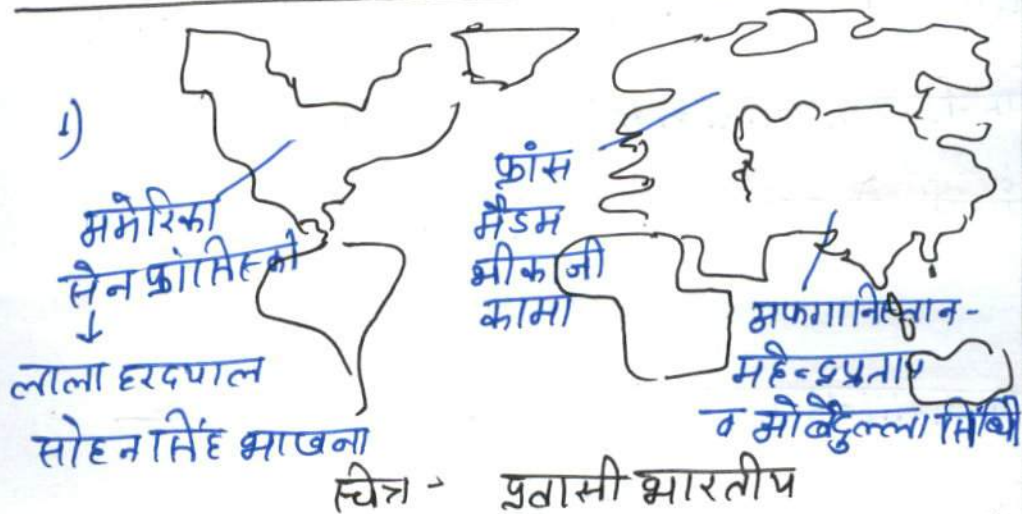 1)
अमेरिका
सेन फ्रांसिस्को
↓
लाला हरदयाल
सोहन सिंह भाखना
फ्रांस
मैडम
भीकाजी
कामा
अफगानिस्तान -
महेन्द्रप्रताप
व ओबेदुल्ला सिंधी
चित्र - प्रवासी भारतीय